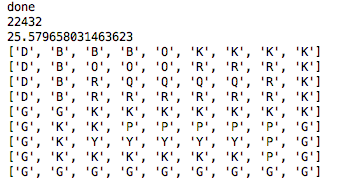 done
22432
25.579658031463623
['D', 'B', 'B', 'B', 'O', 'K', 'K', 'K', 'K']
['D', 'B', 'O', 'O', 'O', 'R', 'R', 'R', 'K']
['D', 'B', 'R', 'Q', 'Q', 'Q', 'Q', 'R', 'K']
['D', 'B', 'R', 'R', 'R', 'R', 'R', 'R', 'K']
['G', 'G', 'K', 'K', 'K', 'K', 'K', 'K', 'K']
['G', 'K', 'K', 'P', 'P', 'P', 'P', 'P', 'G']
['G', 'K', 'Y', 'Y', 'Y', 'Y', 'Y', 'P', 'G']
['G', 'K', 'K', 'K', 'K', 'K', 'K', 'P', 'G']
['G', 'G', 'G', 'G', 'G', 'G', 'G', 'G', 'G']